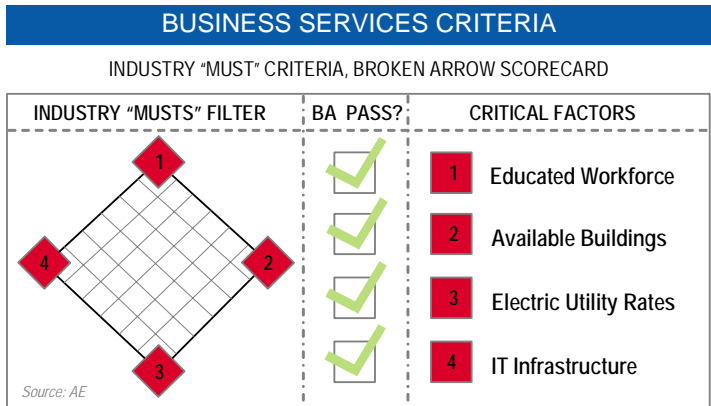 BUSINESS SERVICES CRITERIA
INDUSTRY “MUST” CRITERIA, BROKEN ARROW SCORECARD
INDUSTRY “MUSTS” FILTER BA PASS? CRITICAL FACTORS
1
4
2
3
1 Educated Workforce
2 Available Buildings
3 Electric Utility Rates
4 IT Infrastructure
Source: AE